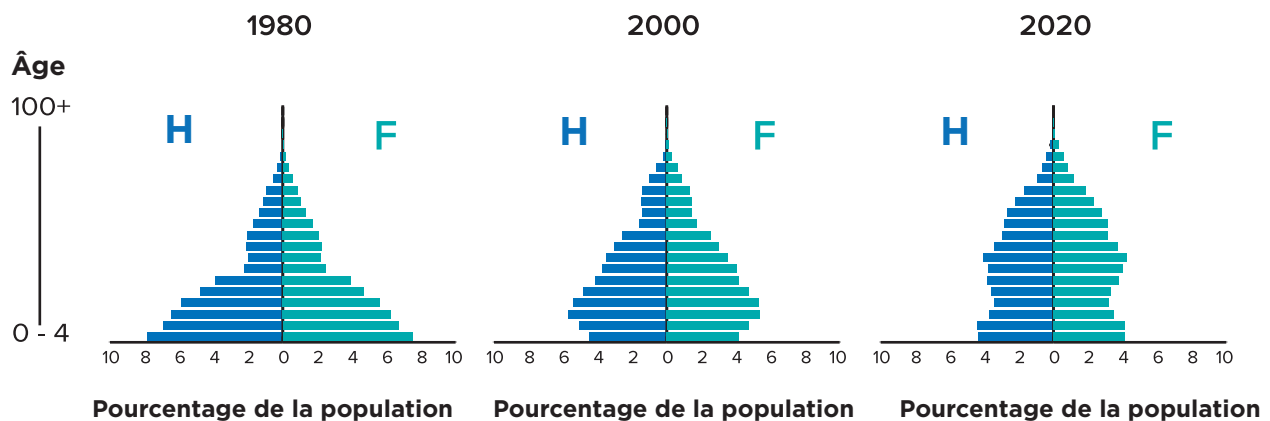 1980 2000 2020
Âge
100+
H F H F H F
0 - 4
10 8 6 4 2 0 2 4 6 8 10 10 8 6 4 2 0 2 4 6 8 10 10 8 6 4 2 0 2 4 6 8 10
Pourcentage de la population Pourcentage de la population Pourcentage de la population